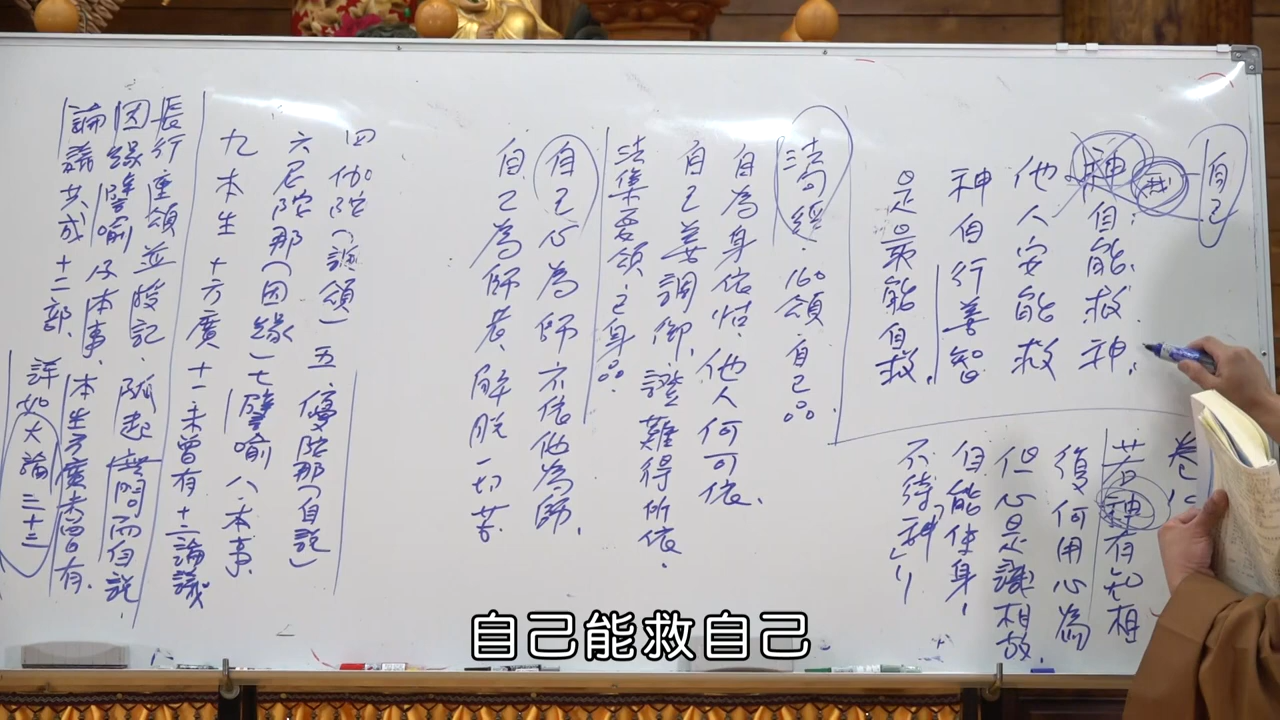 自己
我
神自能救神.
他人安能救
神自行善智
是最能自救.
卷
若神有知相
復何用心為
但心是識相故.
自能使身,
不待「神」
法句經.160頌.自己品.
自為身依怙.他人何可依.
自己善調御.證難得所依.
法集要頌.己身品.
自己心為師不依他為師.
自己為師者.解脫一切苦
四伽陀(諷頌)五優陀那(自說)
六尼陀那(因緣)七譬喻八本事.
九本生十方廣十一未曾有十二論議
長行重頌並授記.孤起無問而自說.
因緣譬喻及本事.本生方廣未曾有.
論議共成十二部.詳如大論三十三
自己能救自己